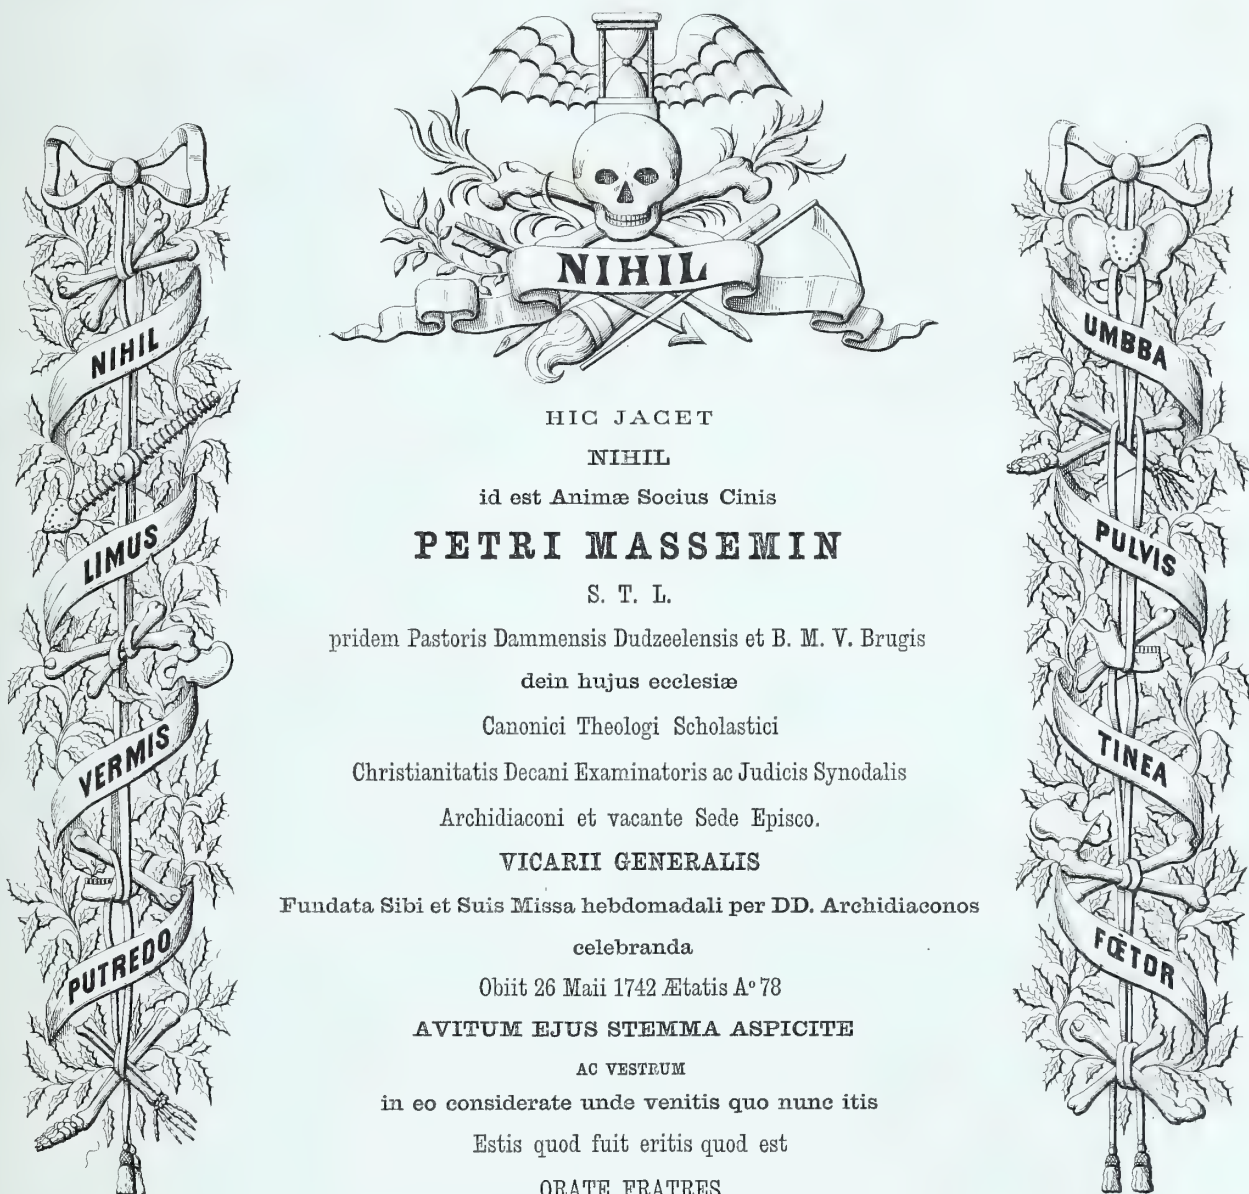 NIHIL
NIHIL
LIMUS
VERMIS
PUTREDO
UMBBA
PULVIS
TINEA
FŒTOR
HIC JACET
NIHIL
id est Animæ Socius Cinis
PETRI MASSEMIN
S. T. L.
pridem Pastoris Dammensis Dudzeelensis et B. M. V. Brugis
dein hujus ecclesiæ
Canonici Theologi Scholastici
Christianitatis Decani Examinatoris ac Judicis Synodalis
Archidiaconi et vacante Sede Episco.
VICARII GENERALIS
Fundata Sibi et Suis Missa hebdomadali per DD. Archidiaconos
celebranda
Obiit 26 Maii 1742 Ætatis Aº 78
AVITUM EJUS STEMMA ASPICITE
AC VESTRUM
in eo considerate unde venitis quo nunc itis
Estis quod fuit eritis quod est
ORATE FRATRES